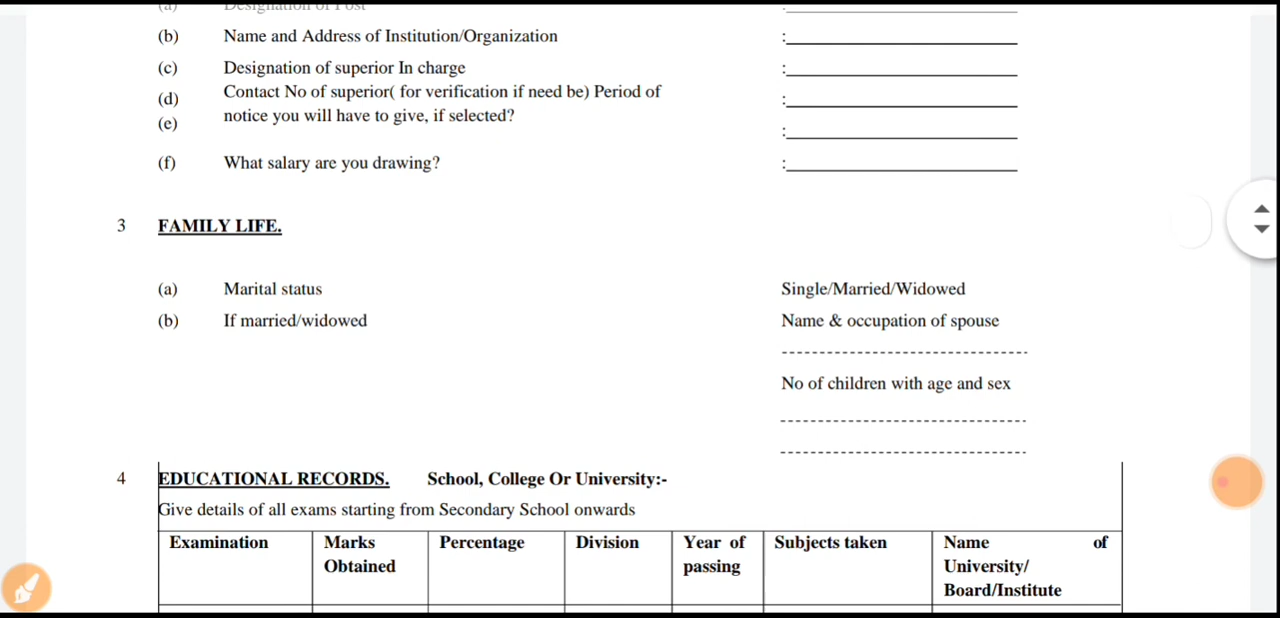 (a) Designation of Post :
(b) Name and Address of Institution/Organization :
(c) Designation of superior In charge :
(d) Contact No of superior( for verification if need be) Period of :
(e) notice you will have to give, if selected? :
(f) What salary are you drawing? :
3 FAMILY LIFE.
(a) Marital status Single/Married/Widowed
(b) If married/widowed Name & occupation of spouse
No of children with age and sex
4 EDUCATIONAL RECORDS. School, College Or University:-
Give details of all exams starting from Secondary School onwards
Examination Marks Obtained Percentage Division Year of passing Subjects taken Name of University/ Board/Institute